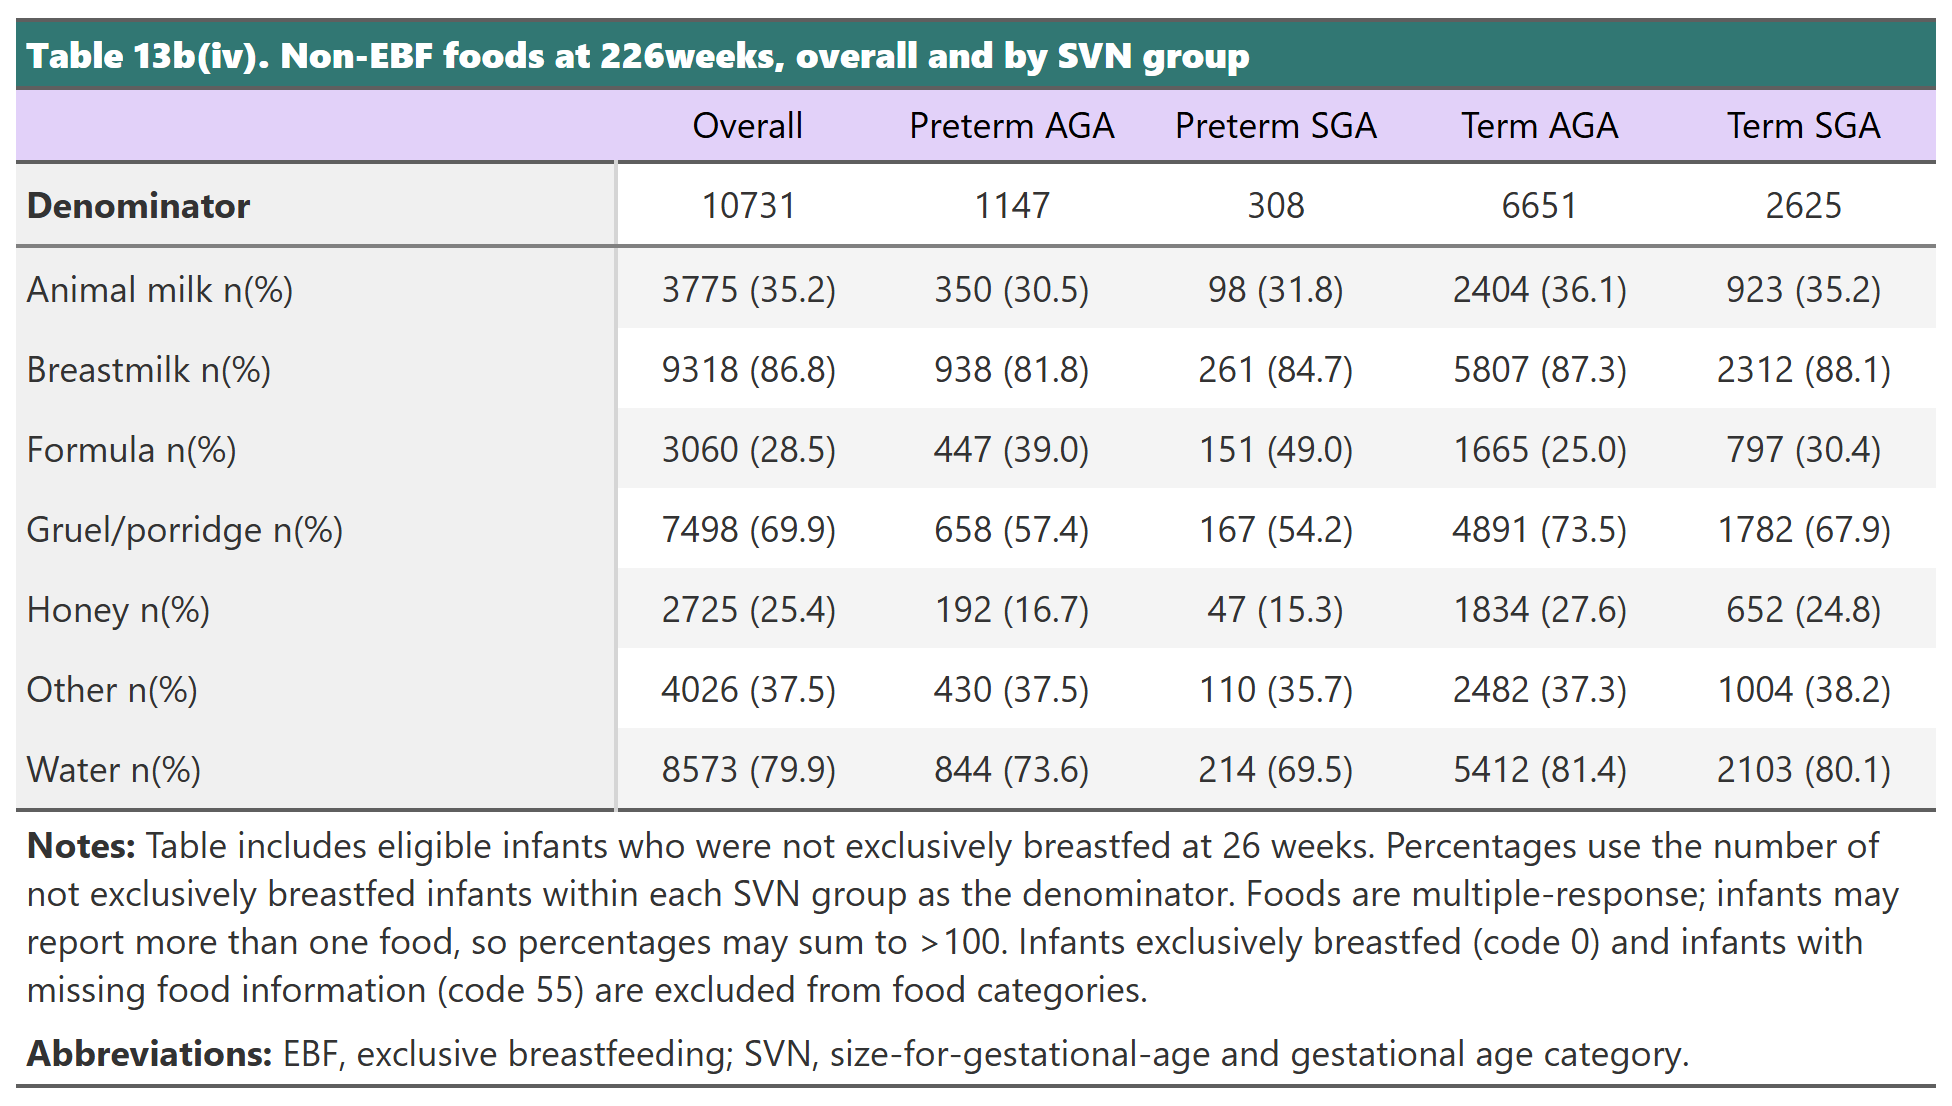 Table 13b(iv). Non-EBF foods at 226weeks, overall and by SVN group
Overall Preterm AGA Preterm SGA Term AGA Term SGA
Denominator 10731 1147 308 6651 2625
Animal milk n(%) 3775 (35.2) 350 (30.5) 98 (31.8) 2404 (36.1) 923 (35.2)
Breastmilk n(%) 9318 (86.8) 938 (81.8) 261 (84.7) 5807 (87.3) 2312 (88.1)
Formula n(%) 3060 (28.5) 447 (39.0) 151 (49.0) 1665 (25.0) 797 (30.4)
Gruel/porridge n(%) 7498 (69.9) 658 (57.4) 167 (54.2) 4891 (73.5) 1782 (67.9)
Honey n(%) 2725 (25.4) 192 (16.7) 47 (15.3) 1834 (27.6) 652 (24.8)
Other n(%) 4026 (37.5) 430 (37.5) 110 (35.7) 2482 (37.3) 1004 (38.2)
Water n(%) 8573 (79.9) 844 (73.6) 214 (69.5) 5412 (81.4) 2103 (80.1)
Notes: Table includes eligible infants who were not exclusively breastfed at 26 weeks. Percentages use the number of
not exclusively breastfed infants within each SVN group as the denominator. Foods are multiple-response; infants may
report more than one food, so percentages may sum to >100. Infants exclusively breastfed (code 0) and infants with
missing food information (code 55) are excluded from food categories.
Abbreviations: EBF, exclusive breastfeeding; SVN, size-for-gestational-age and gestational age category.